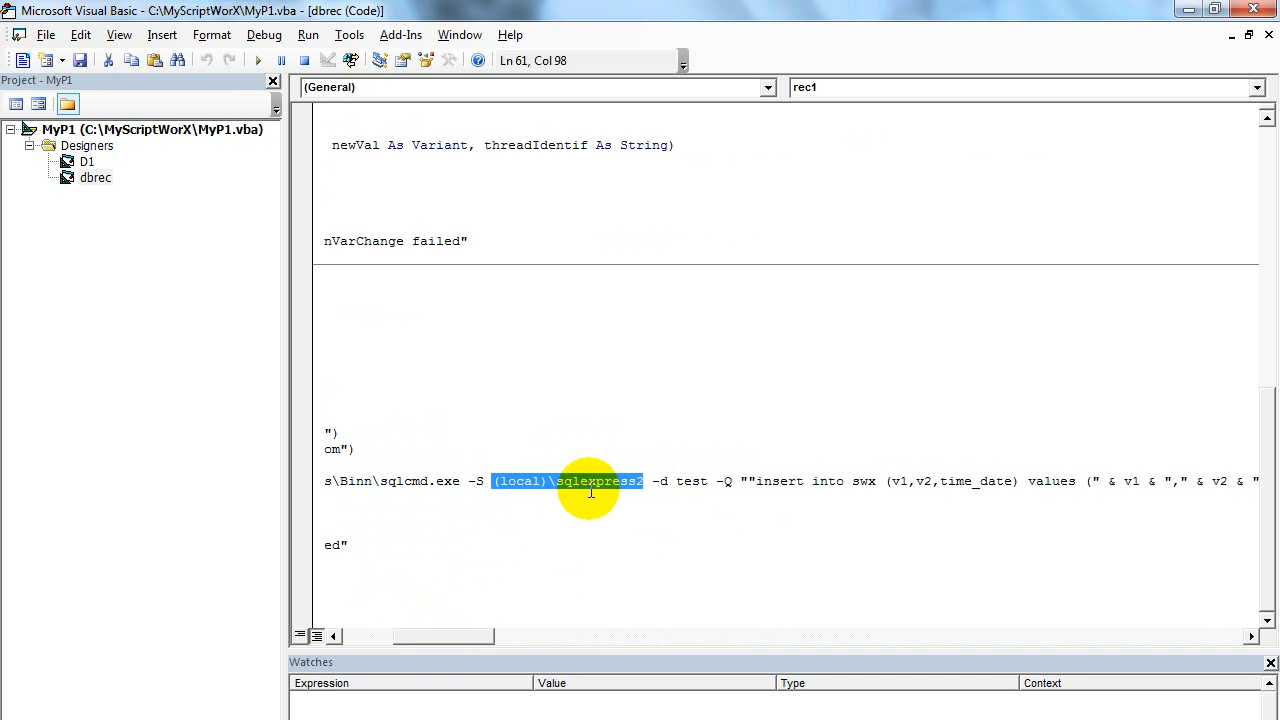 Microsoft Visual Basic - C:\MyScriptWorX\MyP1.vba - [dbrec (Code)]
File Edit View Insert Format Debug Run Tools Add-Ins Window Help
Ln 61, Col 98
Project - MyP1
(General) rec1
MyP1 (C:\MyScriptWorX\MyP1.vba)
Designers
D1
dbrec
newVal As Variant, threadIdentif As String)
nVarChange failed"
")
om")
s\Binn\sqlcmd.exe -S (local)\sqlexpress2 -d test -Q ""insert into swx (v1,v2,time_date) values (" & v1 & "," & v2 & "
ed"
Watches
Expression Value Type Context